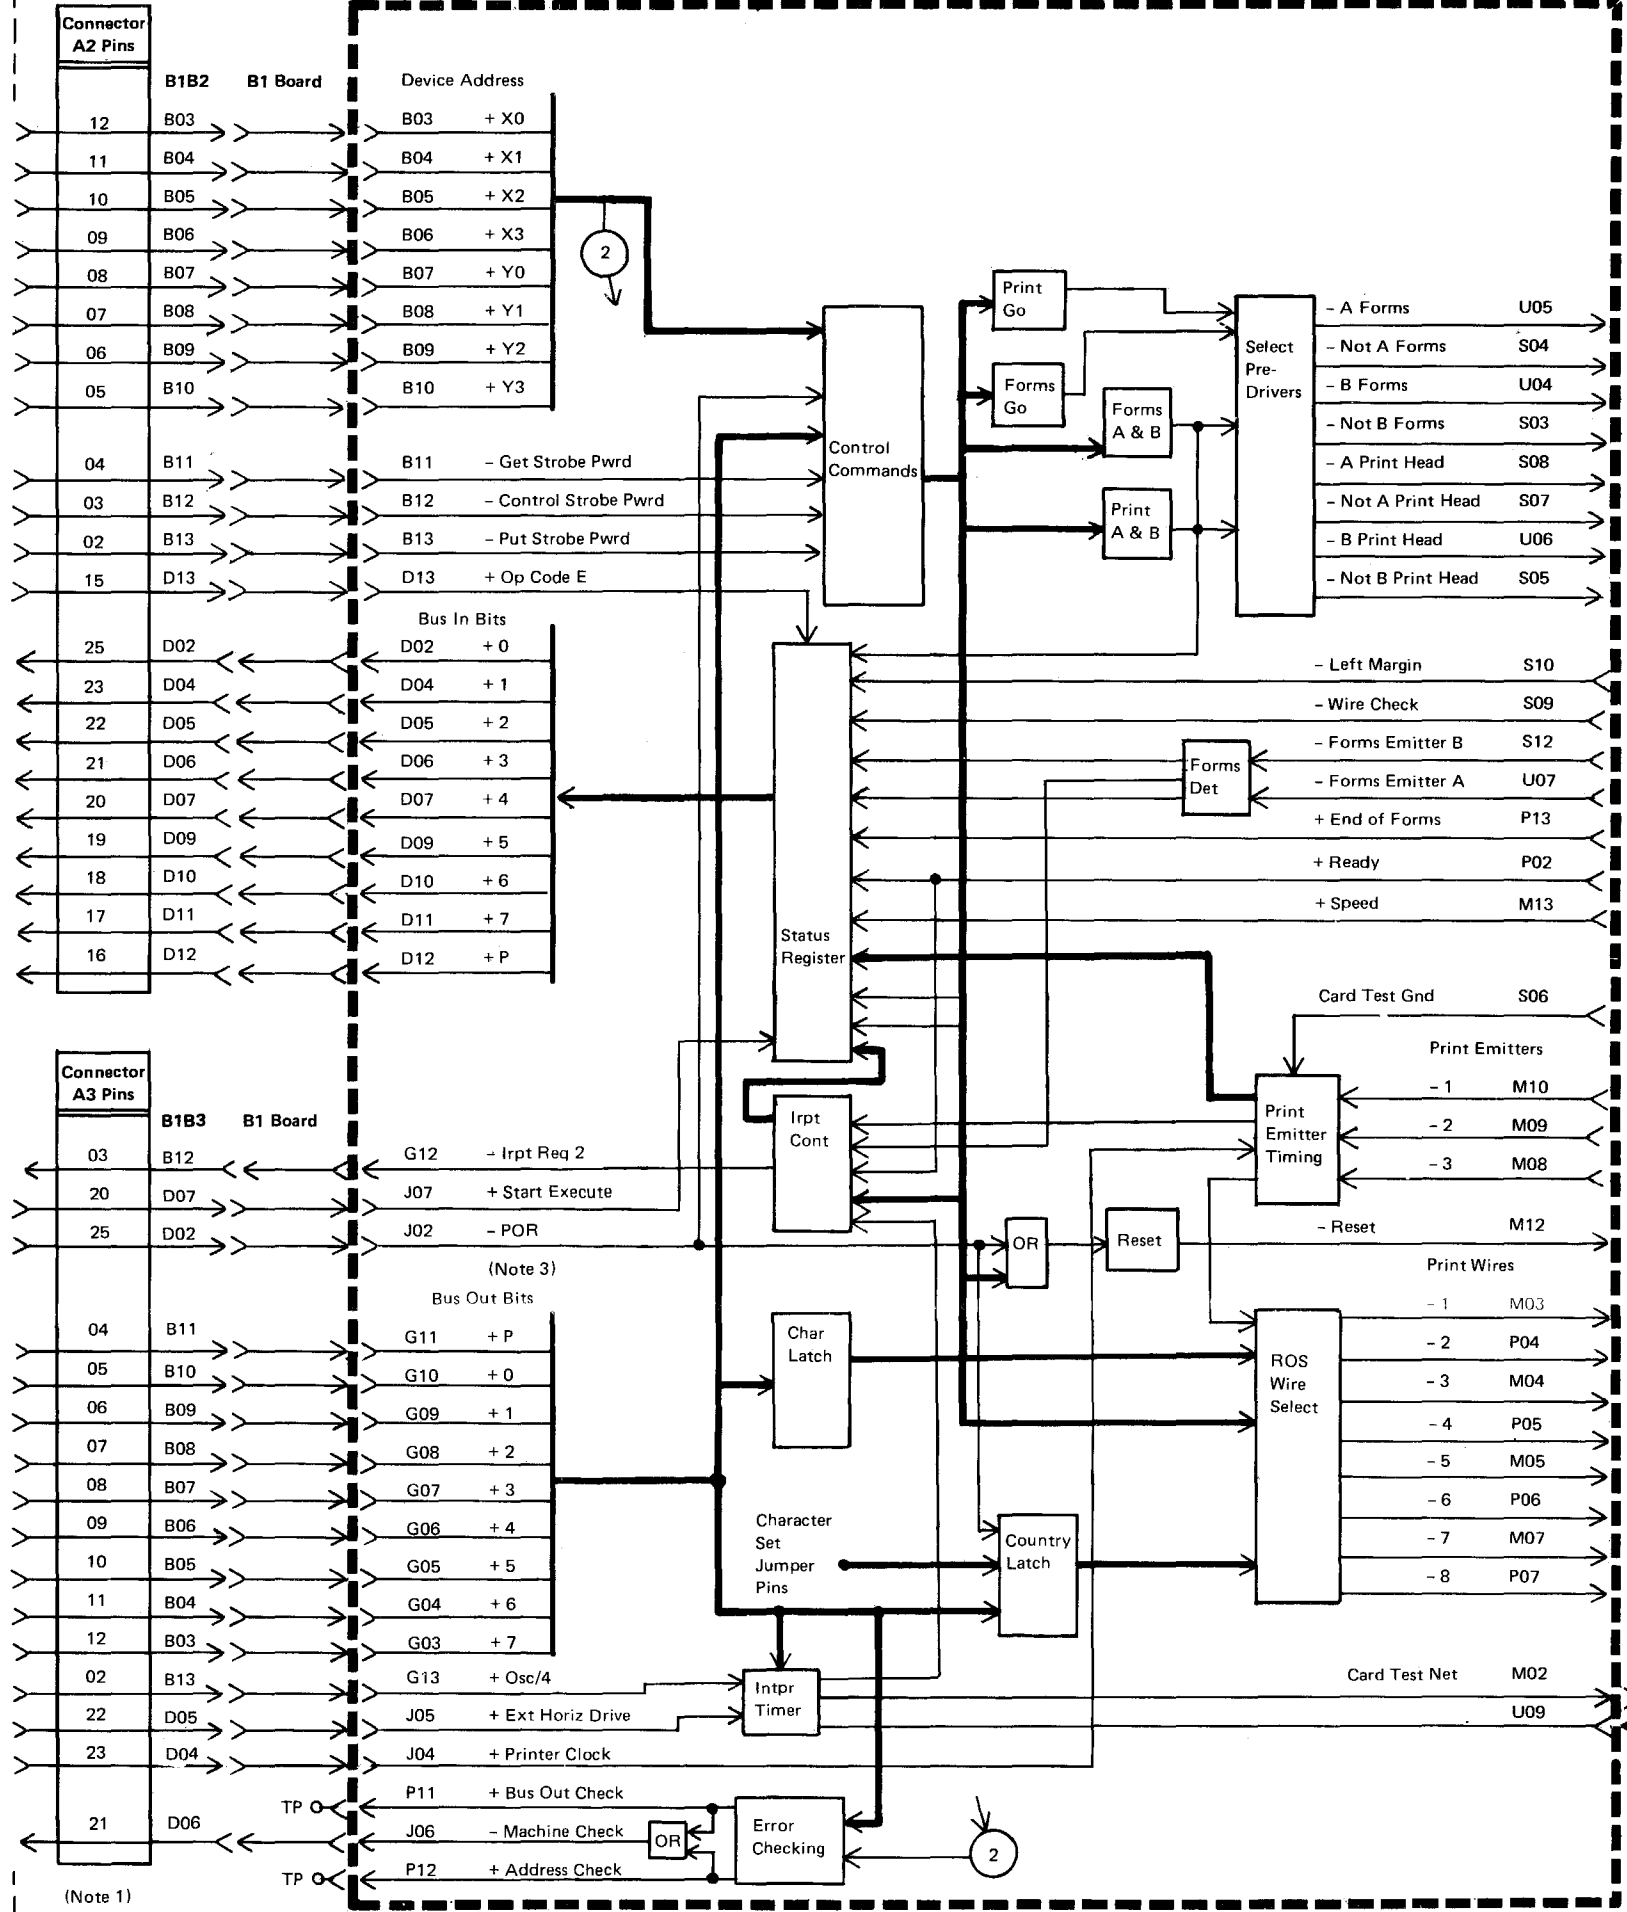 Connector
A2 Pins
B1B2 B1 Board Device Address
12 B03 B03 + X0
11 B04 B04 + X1
10 B05 B05 + X2
09 B06 B06 + X3
08 B07 B07 + Y0
07 B08 B08 + Y1
06 B09 B09 + Y2
05 B10 B10 + Y3
04 B11 B11 – Get Strobe Pwrd
03 B12 B12 – Control Strobe Pwrd
02 B13 B13 – Put Strobe Pwrd
15 D13 D13 + Op Code E
Bus In Bits
25 D02 D02 + 0
23 D04 D04 + 1
22 D05 D05 + 2
21 D06 D06 + 3
20 D07 D07 + 4
19 D09 D09 + 5
18 D10 D10 + 6
17 D11 D11 + 7
16 D12 D12 + P
2
Control
Commands
Print
Go
Forms
Go
Forms
A & B
Print
A & B
Select
Pre-
Drivers
– A Forms U05
– Not A Forms S04
– B Forms U04
– Not B Forms S03
– A Print Head S08
– Not A Print Head S07
– B Print Head U06
– Not B Print Head S05
– Left Margin S10
– Wire Check S09
– Forms Emitter B S12
– Forms Emitter A U07
+ End of Forms P13
+ Ready P02
+ Speed M13
Forms
Det
Status
Register
Card Test Gnd S06
Print Emitters
– 1 M10
– 2 M09
– 3 M08
Print
Emitter
Timing
Connector
A3 Pins
B1B3 B1 Board
03 B12 G12 – Irpt Req 2
20 D07 J07 + Start Execute
25 D02 J02 – POR
(Note 3)
Irpt
Cont
OR
Reset
– Reset M12
Bus Out Bits
04 B11 G11 + P
05 B10 G10 + 0
06 B09 G09 + 1
07 B08 G08 + 2
08 B07 G07 + 3
09 B06 G06 + 4
10 B05 G05 + 5
11 B04 G04 + 6
12 B03 G03 + 7
02 B13 G13 + Osc/4
22 D05 J05 + Ext Horiz Drive
23 D04 J04 + Printer Clock
TP P11 + Bus Out Check
21 D06 J06 – Machine Check
TP P12 + Address Check
(Note 1)
Char
Latch
Character
Set
Jumper
Pins
Country
Latch
ROS
Wire
Select
Print Wires
– 1 M03
– 2 P04
– 3 M04
– 4 P05
– 5 M05
– 6 P06
– 7 M07
– 8 P07
Intpr
Timer
Card Test Net M02
U09
OR
Error
Checking
2